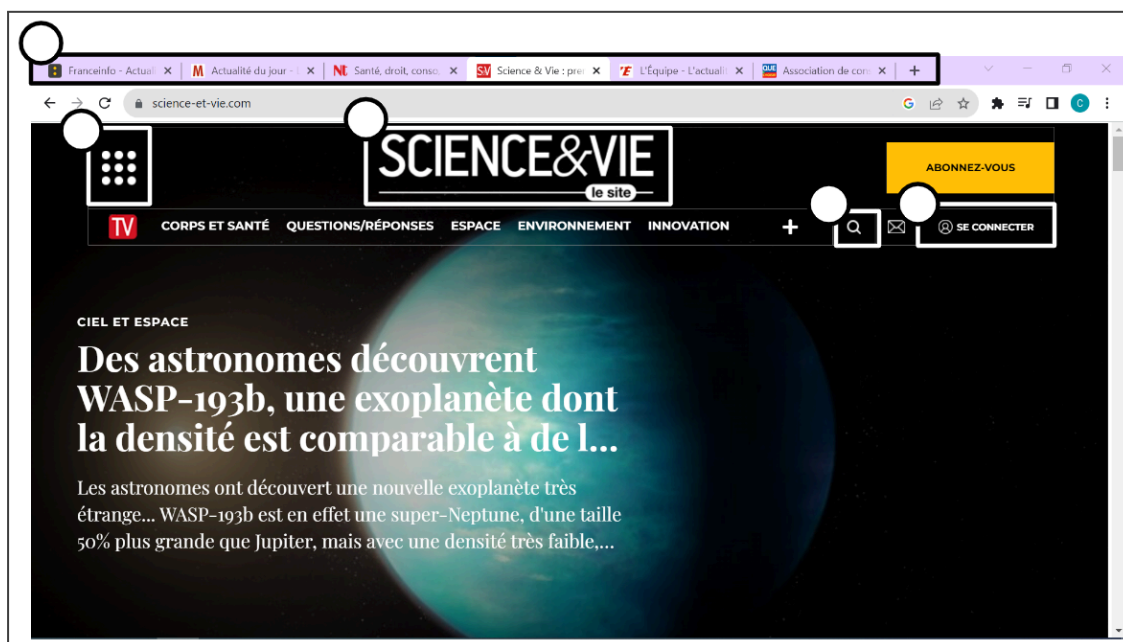 Franceinfo - Actual
Actualité du jour -
Santé, droit, conso,
Science & Vie : pre
L'Équipe - L'actuali
Association de con
science-et-vie.com
SCIENCE&VIE
le site
ABONNEZ-VOUS
TV CORPS ET SANTÉ QUESTIONS/RÉPONSES ESPACE ENVIRONNEMENT INNOVATION + SE CONNECTER
CIEL ET ESPACE
Des astronomes découvrent
WASP-193b, une exoplanète dont
la densité est comparable à de l...
Les astronomes ont découvert une nouvelle exoplanète très
étrange... WASP-193b est en effet une super-Neptune, d'une taille
50% plus grande que Jupiter, mais avec une densité très faible,...